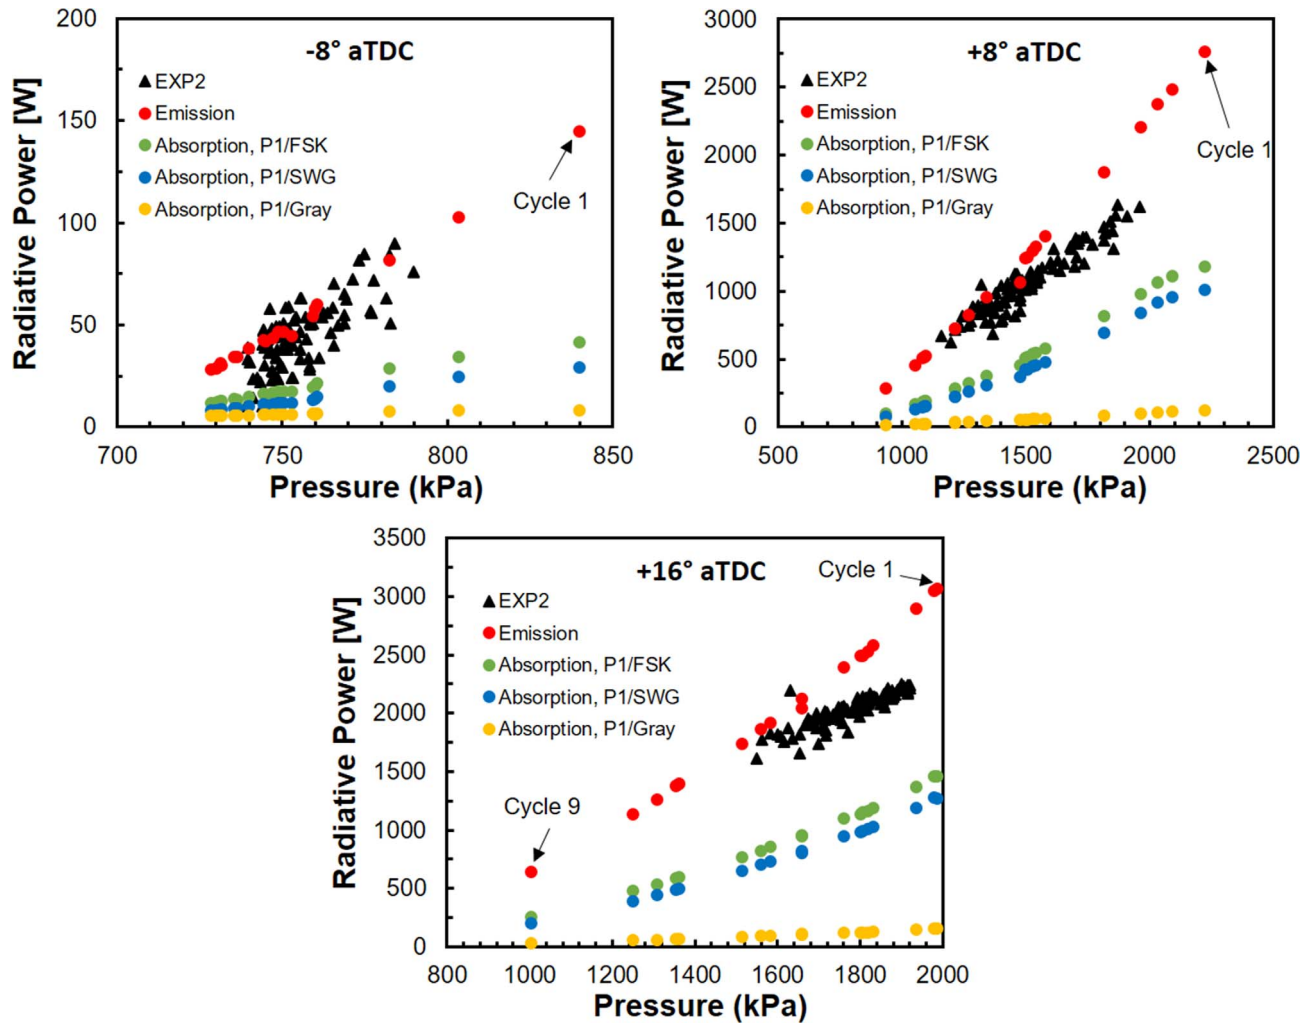 -8° aTDC
Radiative Power [W]
200
150
100
50
0
EXP2
Emission
Absorption, P1/FSK
Absorption, P1/SWG
Absorption, P1/Gray
Cycle 1
700
750
800
850
Pressure (kPa)
+8° aTDC
Radiative Power [W]
3000
2500
2000
1500
1000
500
0
EXP2
Emission
Absorption, P1/FSK
Absorption, P1/SWG
Absorption, P1/Gray
Cycle 1
500
1000
1500
2000
2500
Pressure (kPa)
+16° aTDC
Radiative Power [W]
3500
3000
2500
2000
1500
1000
500
0
EXP2
Emission
Absorption, P1/FSK
Absorption, P1/SWG
Absorption, P1/Gray
Cycle 1
Cycle 9
800
1000
1200
1400
1600
1800
2000
Pressure (kPa)